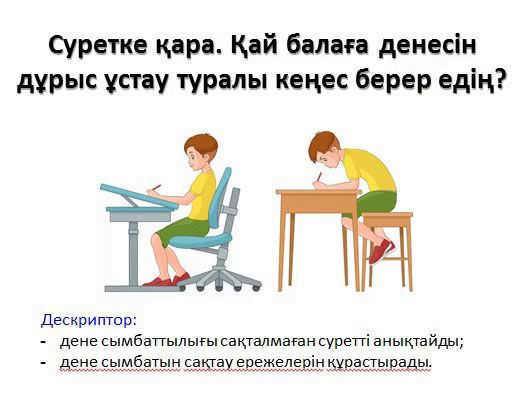 Суретке қара. Қай балаға денесін
дұрыс ұстау туралы кеңес берер едің?
Дескриптор:
- дене сымбаттылығы сақталмаған суретті анықтайды;
- дене сымбатын сақтау ережелерін құрастырады.